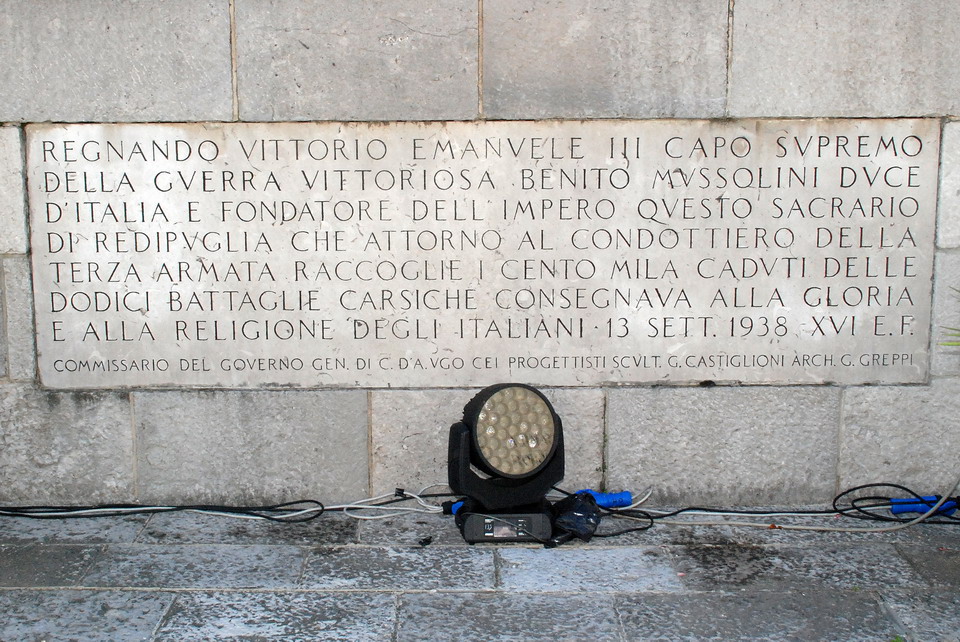 REGNANDO VITTORIO EMANVELE III CAPO SVPREMO
DELLA GVERRA VITTORIOSA BENITO MVSSOLINI DVCE
D'ITALIA E FONDATORE DELL'IMPERO QVESTO SACRARIO
DI REDIPVGLIA CHE ATTORNO AL CONDOTTIERO DELLA
TERZA ARMATA RACCOGLIE I CENTO MILA CADVTI DELLE
DODICI BATTAGLIE CARSICHE CONSEGNAVA ALLA GLORIA
E ALLA RELIGIONE DEGLI ITALIANI · 13 SETT. 1938 · XVI E.F.
COMMISSARIO DEL GOVERNO GEN. DI C. D'A. VGO CEI PROGETTISTI SCVLT. G. CASTIGLIONI ARCH. G. GREPPI